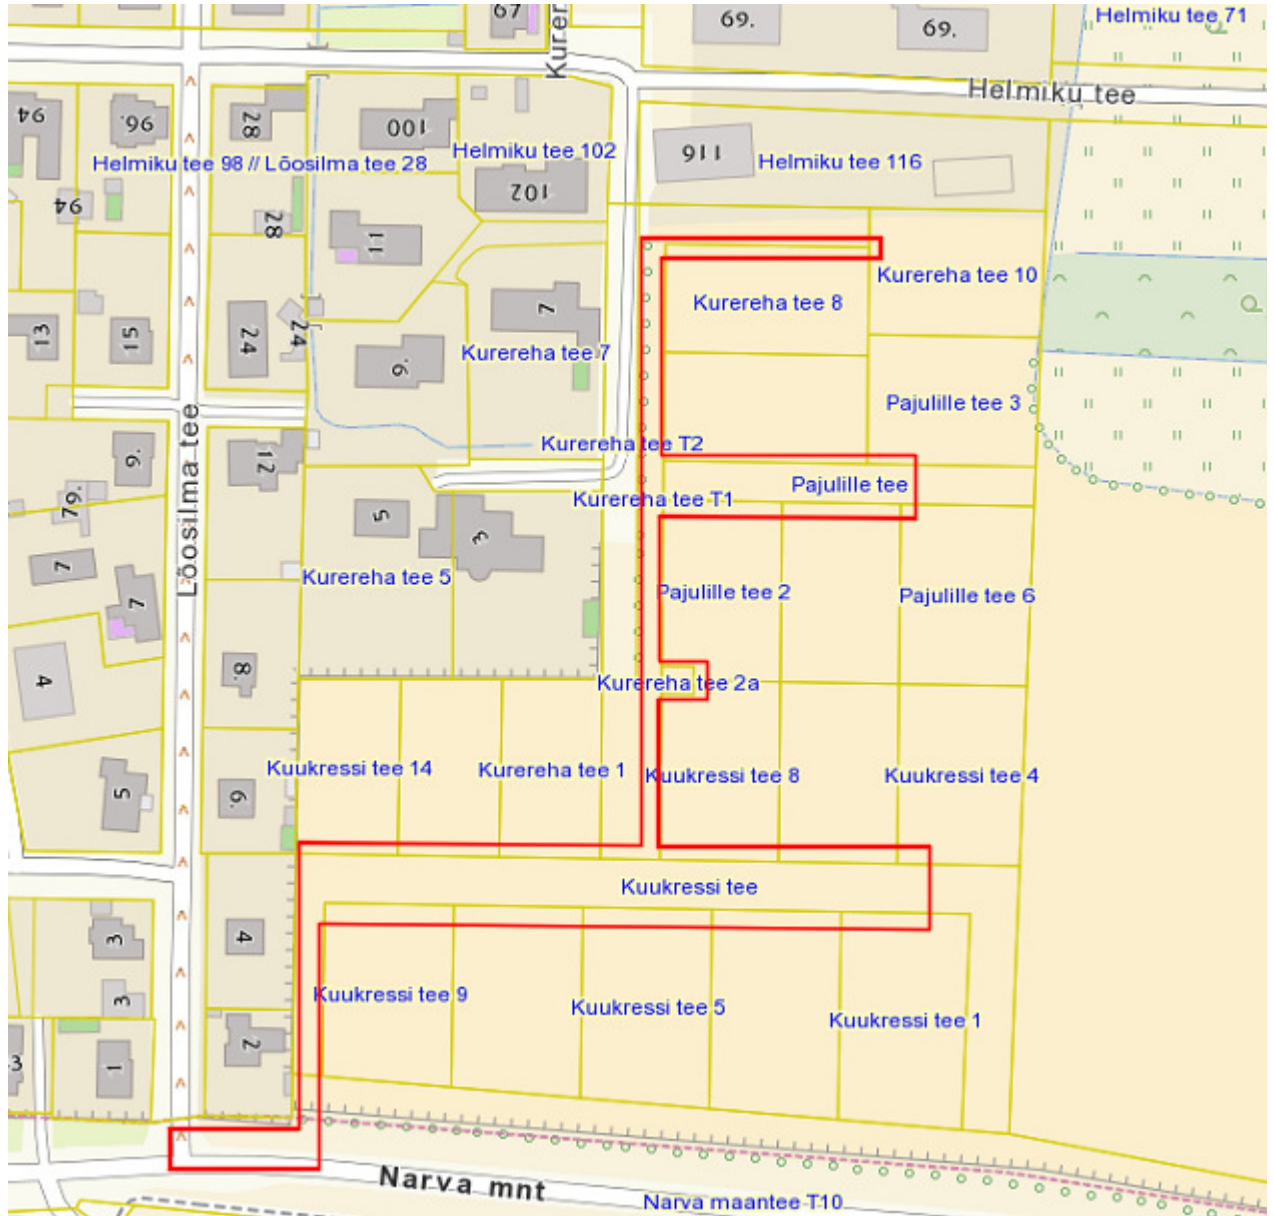 67
69.
69.
Helmiku tee 71
Kurer
Helmiku tee
94
96.
28
100
Helmiku tee 102
116
Helmiku tee 116
Helmiku tee 98 // Lõosilma tee 28
102
94
28
11
Kurereha tee 10
Kurereha tee 8
7
13
15
24
24
9.
Kurereha tee 7
Pajulille tee 3
Lõosilma tee
Kurereha tee T2
9.
12
Pajulille tee
79.
Kurereha tee T1
5
3
7
Kurereha tee 5
7
Pajulille tee 2
Pajulille tee 6
4
8.
Kurereha tee 2a
Kuukressi tee 14
Kurereha tee 1
Kuukressi tee 8
Kuukressi tee 4
5
6.
Kuukressi tee
3
4
3
Kuukressi tee 9
Kuukressi tee 5
Kuukressi tee 1
2
3
1
Narva mnt
Narva maantee T10